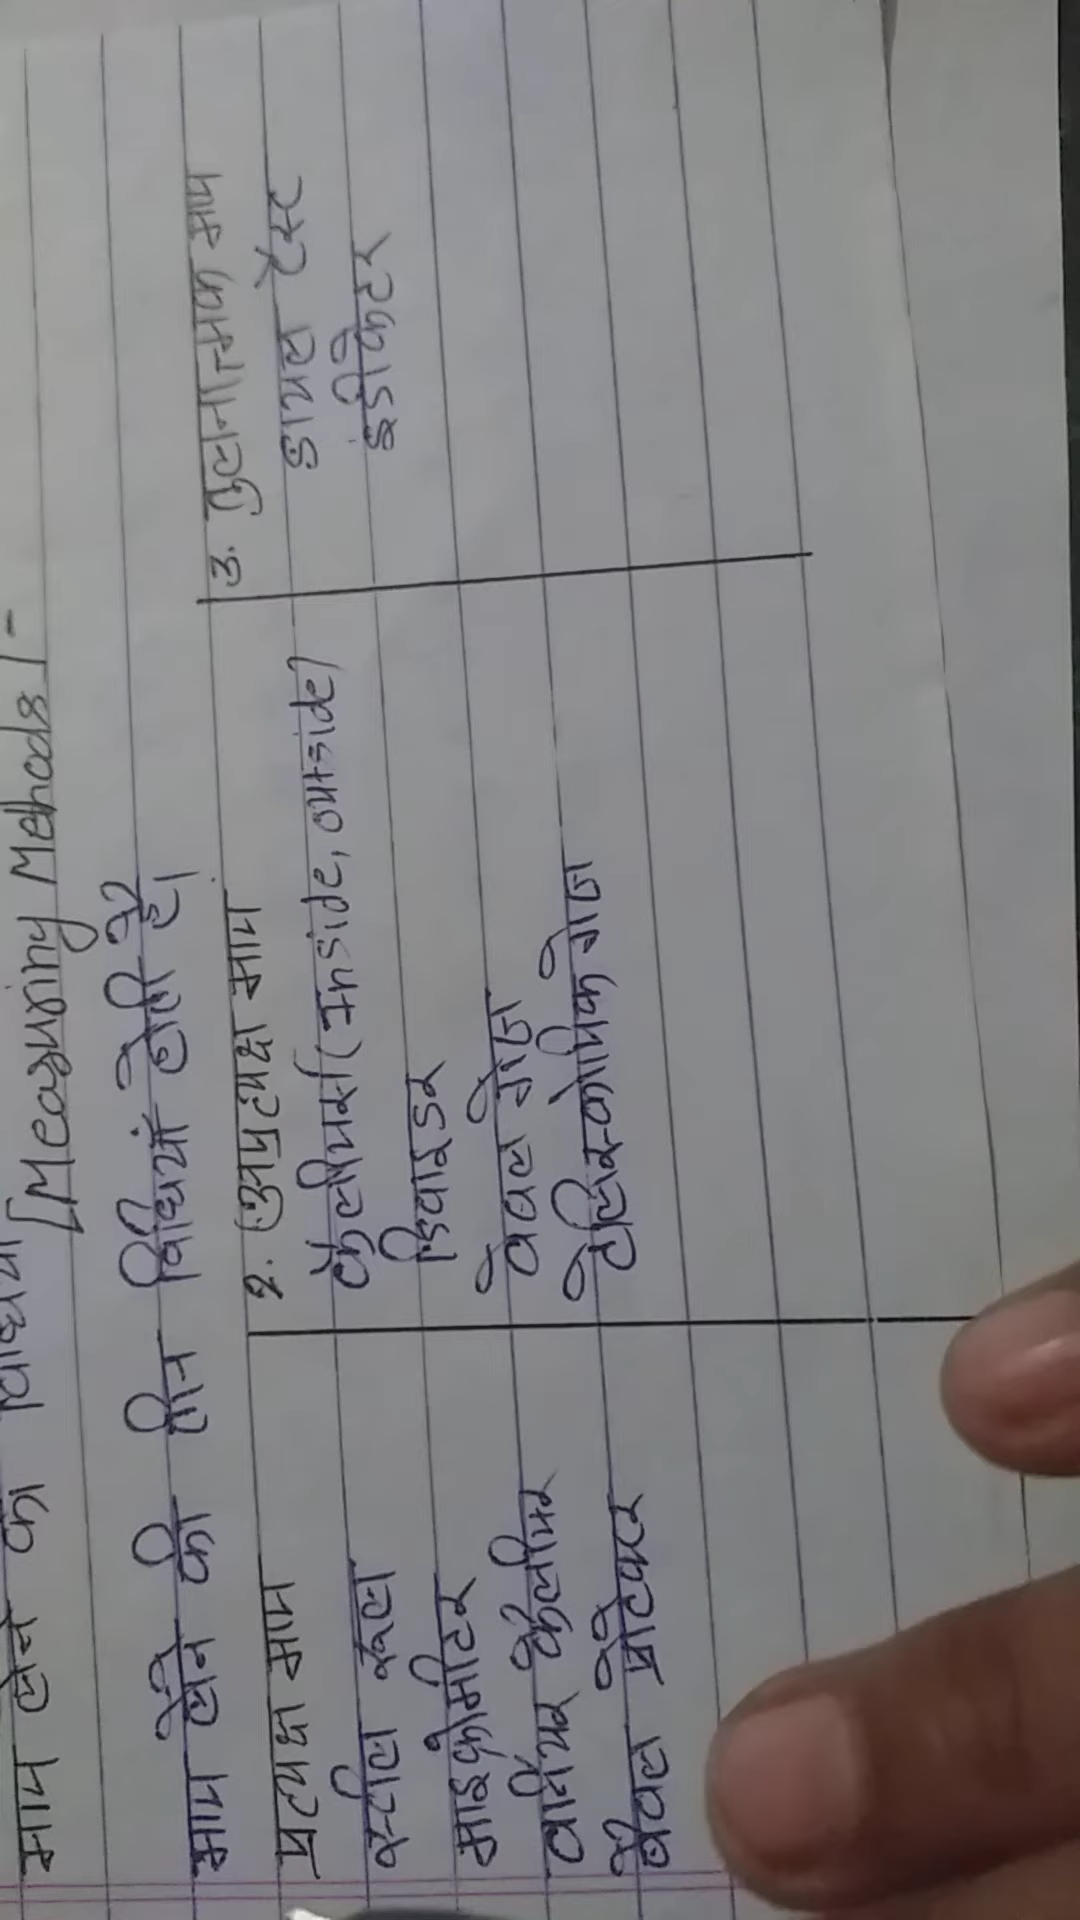 माप लेने की विधियाँ
[Measuring Methods] -
माप लेने की तीन विधियाँ होती हैं।
प्रत्यक्ष माप
स्टील रूल
माइक्रोमीटर
वर्नियर कैलीपर
बैवल प्रोटेक्टर
2. अप्रत्यक्ष माप
कैलीपर्स (Inside, outside)
डिवाइडर
बेवल गेज
टेलिस्कोपिक गेज
3. तुलनात्मक माप
डायल टेस्ट
इंडीकेटर